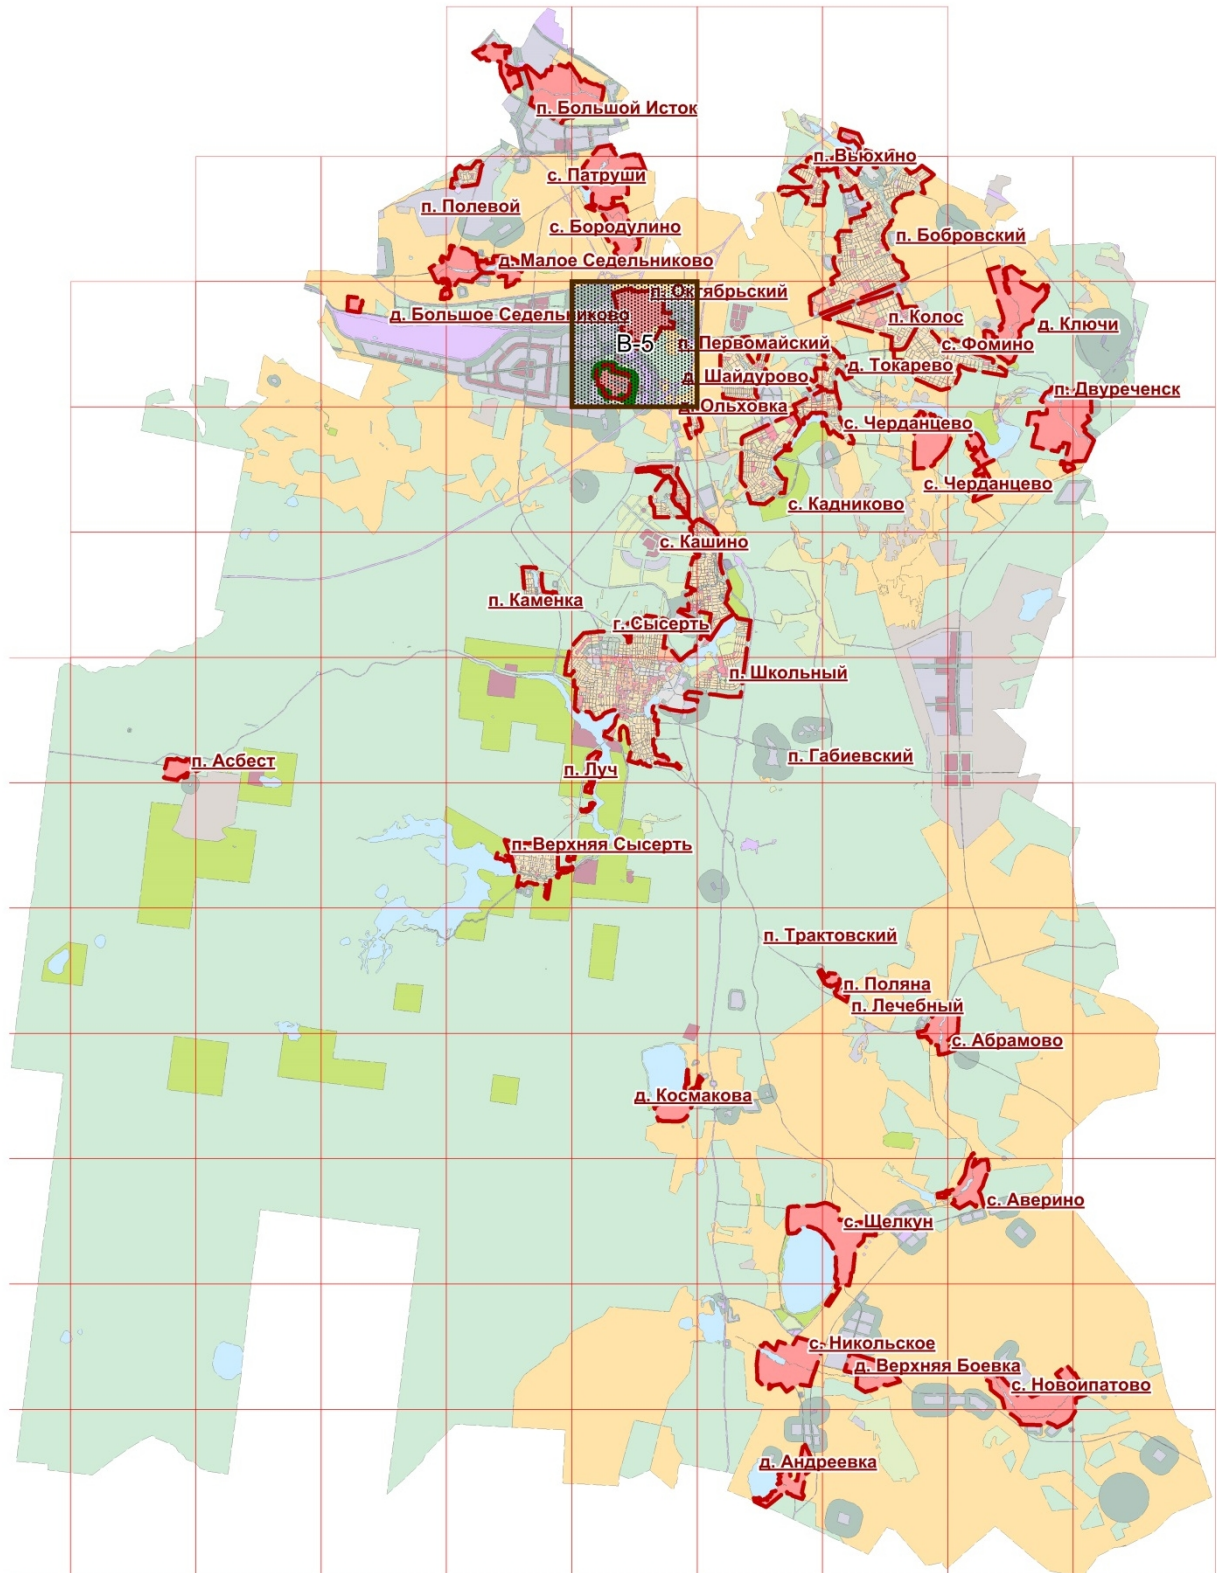 п. Большой Исток
п. Вьюхино
с. Патруши
п. Полевой
с. Бородулино
п. Бобровский
д. Малое Седельниково
п. Октябрьский
д. Большое Седельниково
п. Колос
д. Ключи
В-5
п. Первомайский
с. Фомино
д. Токарево
д. Шайдурово
п. Двуреченск
д. Ольховка
с. Черданцево
с. Черданцево
с. Кадниково
с. Кашино
п. Каменка
г. Сысерть
п. Школьный
п. Асбест
п. Луч
п. Габиевский
п. Верхняя Сысерть
п. Трактовский
п. Поляна
п. Лечебный
с. Абрамово
д. Космакова
с. Аверино
с. Щелкун
с. Никольское
д. Верхняя Боевка
с. Новоипатово
д. Андреевка